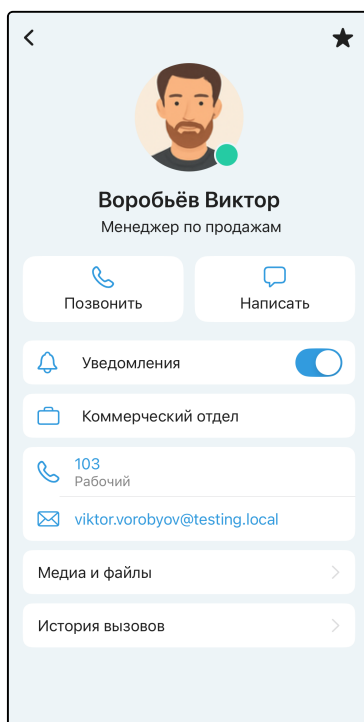 Воробьёв Виктор
Менеджер по продажам
Позвонить
Написать
Уведомления
Коммерческий отдел
103
Рабочий
viktor.vorobyov@testing.local
Медиа и файлы
История вызовов